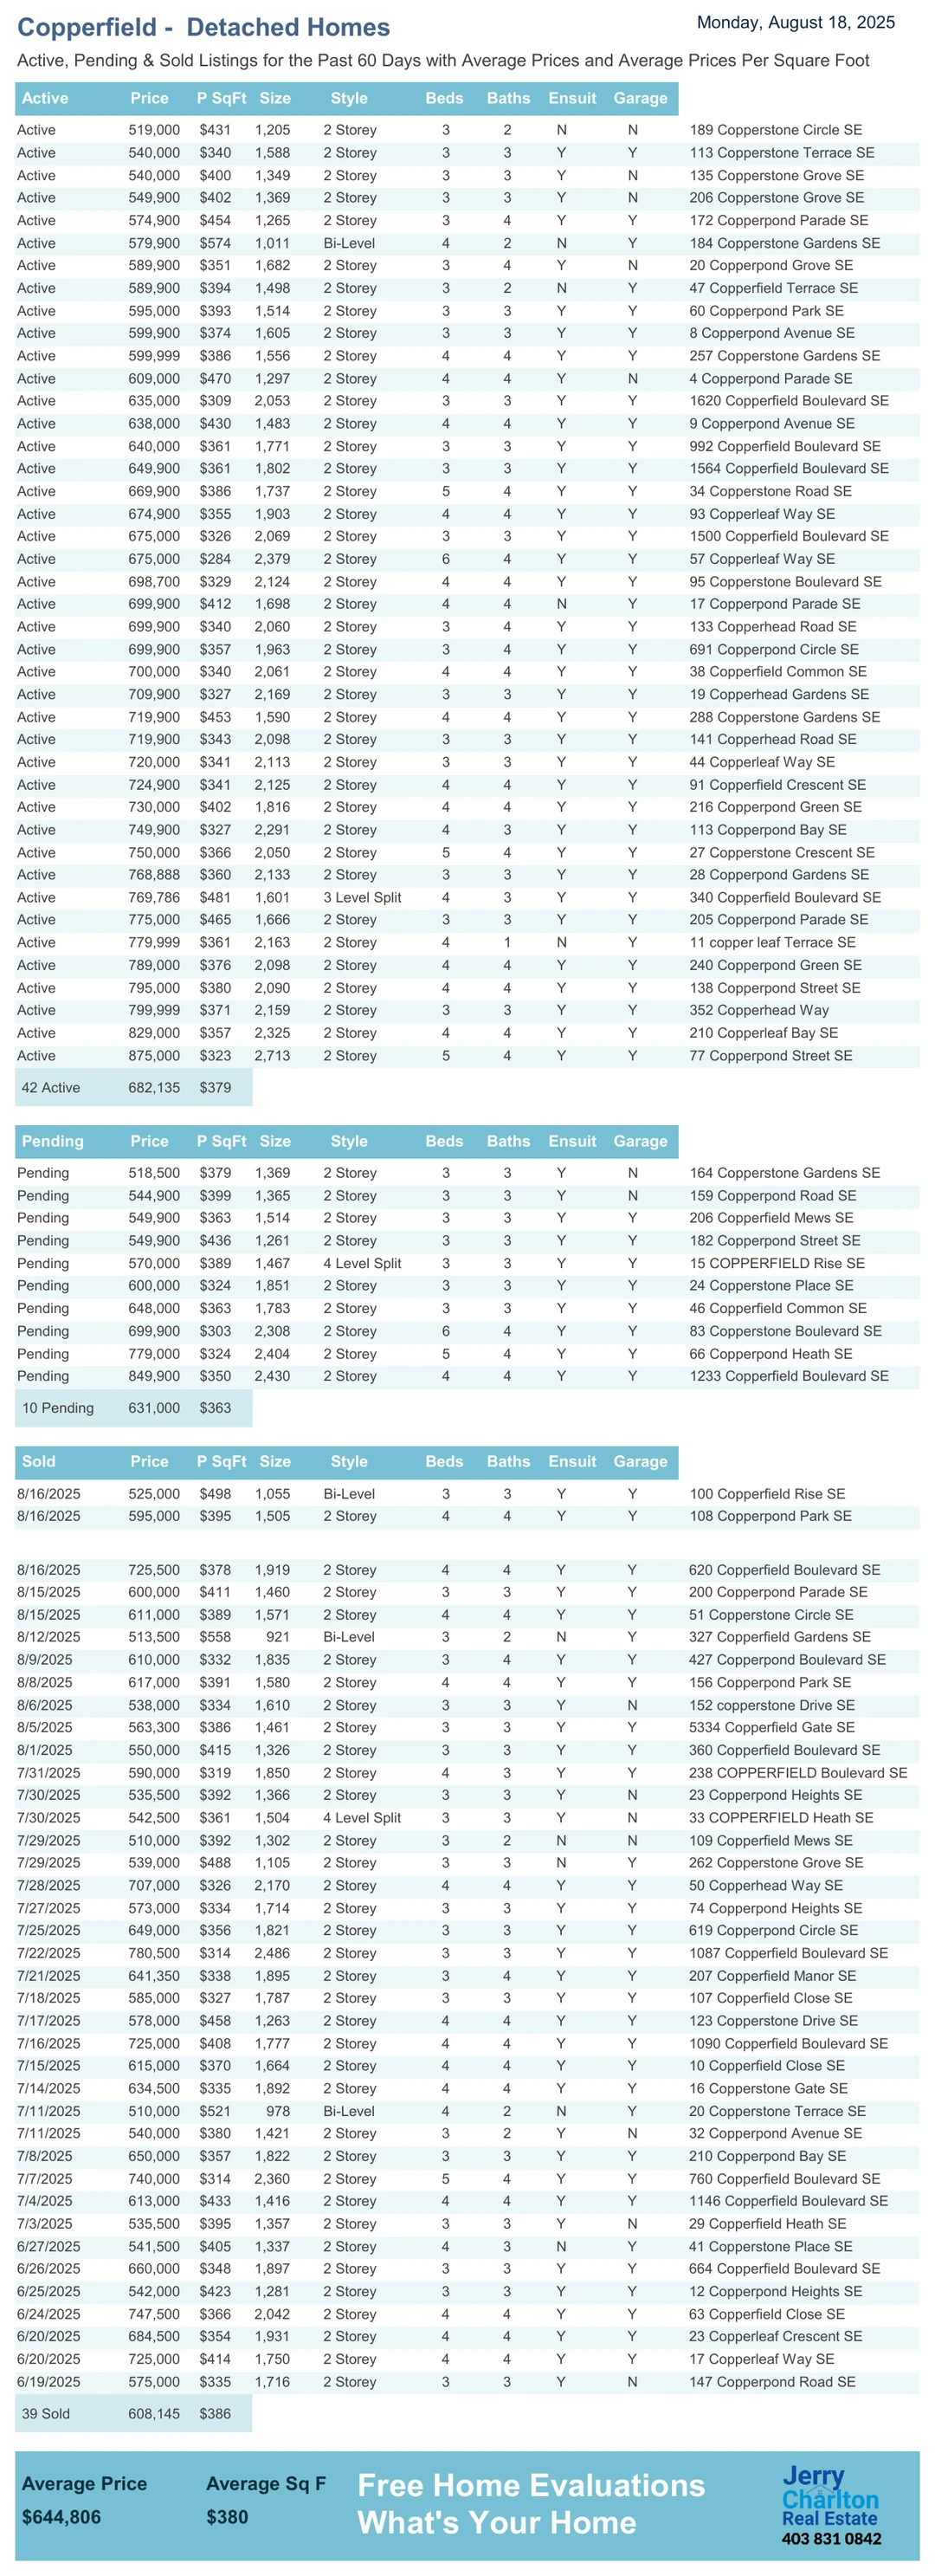 Copperfield - Detached Homes
Monday, August 18, 2025
Active, Pending & Sold Listings for the Past 60 Days with Average Prices and Average Prices Per Square Foot
Active Price P SqFt Size Style Beds Baths Ensuit Garage
Active 519,000 $431 1,205 2 Storey 3 2 N N 189 Copperstone Circle SE
Active 540,000 $340 1,588 2 Storey 3 3 Y Y 113 Copperstone Terrace SE
Active 540,000 $400 1,349 2 Storey 3 3 Y N 135 Copperstone Grove SE
Active 549,900 $402 1,369 2 Storey 3 3 Y N 206 Copperstone Grove SE
Active 574,900 $454 1,265 2 Storey 3 4 Y Y 172 Copperpond Parade SE
Active 579,900 $574 1,011 Bi-Level 4 2 N Y 184 Copperstone Gardens SE
Active 589,900 $351 1,682 2 Storey 3 4 Y N 20 Copperpond Grove SE
Active 589,900 $394 1,498 2 Storey 3 2 N Y 47 Copperfield Terrace SE
Active 595,000 $393 1,514 2 Storey 3 3 Y Y 60 Copperpond Park SE
Active 599,900 $374 1,605 2 Storey 3 3 Y Y 8 Copperpond Avenue SE
Active 599,999 $386 1,556 2 Storey 4 4 Y Y 257 Copperstone Gardens SE
Active 609,000 $470 1,297 2 Storey 4 4 Y N 4 Copperpond Parade SE
Active 635,000 $309 2,053 2 Storey 3 3 Y Y 1620 Copperfield Boulevard SE
Active 638,000 $430 1,483 2 Storey 4 4 Y Y 9 Copperpond Avenue SE
Active 640,000 $361 1,771 2 Storey 3 3 Y Y 992 Copperfield Boulevard SE
Active 649,900 $361 1,802 2 Storey 3 3 Y Y 1564 Copperfield Boulevard SE
Active 669,900 $386 1,737 2 Storey 5 4 Y Y 34 Copperstone Road SE
Active 674,900 $355 1,903 2 Storey 4 4 Y Y 93 Copperleaf Way SE
Active 675,000 $326 2,069 2 Storey 3 3 Y Y 1500 Copperfield Boulevard SE
Active 675,000 $284 2,379 2 Storey 6 4 Y Y 57 Copperleaf Way SE
Active 698,700 $329 2,124 2 Storey 4 4 Y Y 95 Copperstone Boulevard SE
Active 699,900 $412 1,698 2 Storey 4 4 N Y 17 Copperpond Parade SE
Active 699,900 $340 2,060 2 Storey 3 4 Y Y 133 Copperhead Road SE
Active 699,900 $357 1,963 2 Storey 3 4 Y Y 691 Copperpond Circle SE
Active 700,000 $340 2,061 2 Storey 4 4 Y Y 38 Copperfield Common SE
Active 709,900 $327 2,169 2 Storey 3 3 Y Y 19 Copperhead Gardens SE
Active 719,900 $453 1,590 2 Storey 4 4 Y Y 288 Copperstone Gardens SE
Active 719,900 $343 2,098 2 Storey 3 3 Y Y 141 Copperhead Road SE
Active 720,000 $341 2,113 2 Storey 3 3 Y Y 44 Copperleaf Way SE
Active 724,900 $341 2,125 2 Storey 4 4 Y Y 91 Copperfield Crescent SE
Active 730,000 $402 1,816 2 Storey 4 4 Y Y 216 Copperpond Green SE
Active 749,900 $327 2,291 2 Storey 4 3 Y Y 113 Copperpond Bay SE
Active 750,000 $366 2,050 2 Storey 5 4 Y Y 27 Copperstone Crescent SE
Active 768,888 $360 2,133 2 Storey 3 3 Y Y 28 Copperpond Gardens SE
Active 769,786 $481 1,601 3 Level Split 4 3 Y Y 340 Copperfield Boulevard SE
Active 775,000 $465 1,666 2 Storey 3 3 Y Y 205 Copperpond Parade SE
Active 779,999 $361 2,163 2 Storey 4 1 N Y 11 copper leaf Terrace SE
Active 789,000 $376 2,098 2 Storey 4 4 Y Y 240 Copperpond Green SE
Active 795,000 $380 2,090 2 Storey 4 4 Y Y 138 Copperpond Street SE
Active 799,999 $371 2,159 2 Storey 3 3 Y Y 352 Copperhead Way
Active 829,000 $357 2,325 2 Storey 4 4 Y Y 210 Copperleaf Bay SE
Active 875,000 $323 2,713 2 Storey 5 4 Y Y 77 Copperpond Street SE
42 Active 682,135 $379
Pending Price P SqFt Size Style Beds Baths Ensuit Garage
Pending 518,500 $379 1,369 2 Storey 3 3 Y N 164 Copperstone Gardens SE
Pending 544,900 $399 1,365 2 Storey 3 3 Y N 159 Copperpond Road SE
Pending 549,900 $363 1,514 2 Storey 3 3 Y Y 206 Copperfield Mews SE
Pending 549,900 $436 1,261 2 Storey 3 3 Y Y 182 Copperpond Street SE
Pending 570,000 $389 1,467 4 Level Split 3 3 Y Y 15 COPPERFIELD Rise SE
Pending 600,000 $324 1,851 2 Storey 3 3 Y Y 24 Copperstone Place SE
Pending 648,000 $363 1,783 2 Storey 3 3 Y Y 46 Copperfield Common SE
Pending 699,900 $303 2,308 2 Storey 6 4 Y Y 83 Copperstone Boulevard SE
Pending 779,000 $324 2,404 2 Storey 5 4 Y Y 66 Copperpond Heath SE
Pending 849,900 $350 2,430 2 Storey 4 4 Y Y 1233 Copperfield Boulevard SE
10 Pending 631,000 $363
Sold Price P SqFt Size Style Beds Baths Ensuit Garage
8/16/2025 525,000 $498 1,055 Bi-Level 3 3 Y Y 100 Copperfield Rise SE
8/16/2025 595,000 $395 1,505 2 Storey 4 4 Y Y 108 Copperpond Park SE
8/16/2025 725,500 $378 1,919 2 Storey 4 4 Y Y 620 Copperfield Boulevard SE
8/15/2025 600,000 $411 1,460 2 Storey 3 3 Y Y 200 Copperpond Parade SE
8/15/2025 611,000 $389 1,571 2 Storey 4 4 Y Y 51 Copperstone Circle SE
8/12/2025 513,500 $558 921 Bi-Level 3 2 N Y 327 Copperfield Gardens SE
8/9/2025 610,000 $332 1,835 2 Storey 3 4 Y Y 427 Copperpond Boulevard SE
8/8/2025 617,000 $391 1,580 2 Storey 4 4 Y Y 156 Copperpond Park SE
8/6/2025 538,000 $334 1,610 2 Storey 3 3 Y N 152 copperstone Drive SE
8/5/2025 563,300 $386 1,461 2 Storey 3 3 Y Y 5334 Copperfield Gate SE
8/1/2025 550,000 $415 1,326 2 Storey 3 3 Y Y 360 Copperfield Boulevard SE
7/31/2025 590,000 $319 1,850 2 Storey 4 3 Y Y 238 COPPERFIELD Boulevard SE
7/30/2025 535,500 $392 1,366 2 Storey 3 3 Y N 23 Copperpond Heights SE
7/30/2025 542,500 $361 1,504 4 Level Split 3 3 Y N 33 COPPERFIELD Heath SE
7/29/2025 510,000 $392 1,302 2 Storey 3 2 N N 109 Copperfield Mews SE
7/29/2025 539,000 $488 1,105 2 Storey 3 3 N Y 262 Copperstone Grove SE
7/28/2025 707,000 $326 2,170 2 Storey 4 4 Y Y 50 Copperhead Way SE
7/27/2025 573,000 $334 1,714 2 Storey 3 3 Y Y 74 Copperpond Heights SE
7/25/2025 649,000 $356 1,821 2 Storey 3 3 Y Y 619 Copperpond Circle SE
7/22/2025 780,500 $314 2,486 2 Storey 3 3 Y Y 1087 Copperfield Boulevard SE
7/21/2025 641,350 $338 1,895 2 Storey 3 4 Y Y 207 Copperfield Manor SE
7/18/2025 585,000 $327 1,787 2 Storey 3 3 Y Y 107 Copperfield Close SE
7/17/2025 578,000 $458 1,263 2 Storey 4 4 Y Y 123 Copperstone Drive SE
7/16/2025 725,000 $408 1,777 2 Storey 4 4 Y Y 1090 Copperfield Boulevard SE
7/15/2025 615,000 $370 1,664 2 Storey 4 4 Y Y 10 Copperfield Close SE
7/14/2025 634,500 $335 1,892 2 Storey 4 4 Y Y 16 Copperstone Gate SE
7/11/2025 510,000 $521 978 Bi-Level 4 2 N Y 20 Copperstone Terrace SE
7/11/2025 540,000 $380 1,421 2 Storey 3 2 Y N 32 Copperpond Avenue SE
7/8/2025 650,000 $357 1,822 2 Storey 3 3 Y Y 210 Copperpond Bay SE
7/7/2025 740,000 $314 2,360 2 Storey 5 4 Y Y 760 Copperfield Boulevard SE
7/4/2025 613,000 $433 1,416 2 Storey 4 4 Y Y 1146 Copperfield Boulevard SE
7/3/2025 535,500 $395 1,357 2 Storey 3 3 Y N 29 Copperfield Heath SE
6/27/2025 541,500 $405 1,337 2 Storey 4 3 N Y 41 Copperstone Place SE
6/26/2025 660,000 $348 1,897 2 Storey 3 3 Y Y 664 Copperfield Boulevard SE
6/25/2025 542,000 $423 1,281 2 Storey 3 3 Y Y 12 Copperpond Heights SE
6/24/2025 747,500 $366 2,042 2 Storey 4 4 Y Y 63 Copperfield Close SE
6/20/2025 684,500 $354 1,931 2 Storey 4 4 Y Y 23 Copperleaf Crescent SE
6/20/2025 725,000 $414 1,750 2 Storey 4 4 Y Y 17 Copperleaf Way SE
6/19/2025 575,000 $335 1,716 2 Storey 3 3 Y N 147 Copperpond Road SE
39 Sold 608,145 $386
Average Price Average Sq F
$644,806 $380
Free Home Evaluations
What's Your Home
Jerry
Charlton
Real Estate
403 831 0842